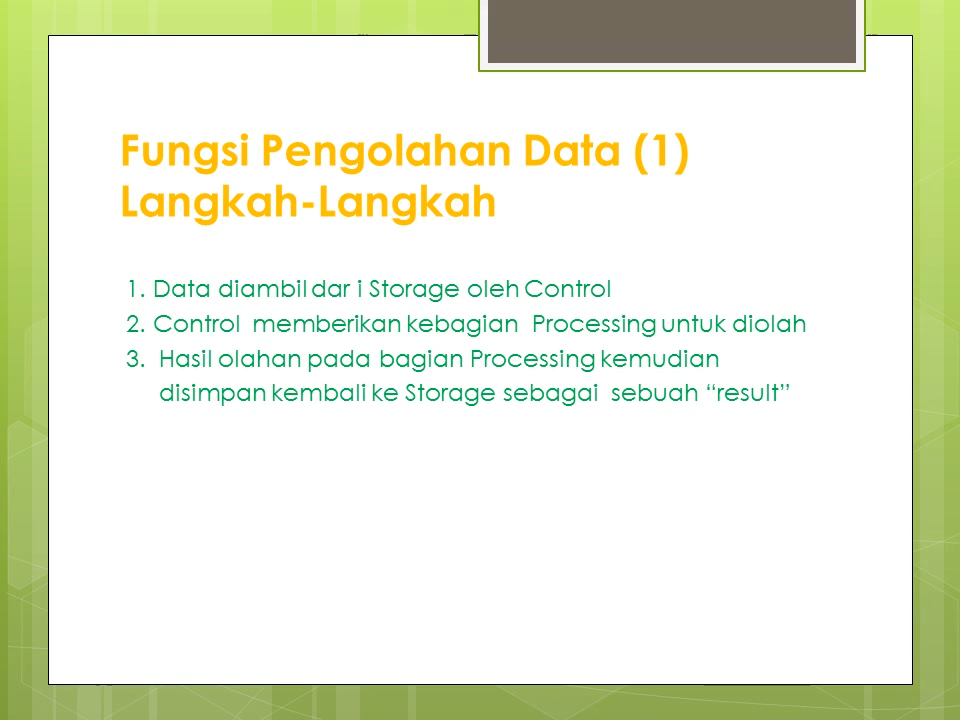 Fungsi Pengolahan Data (1)
Langkah-Langkah
1. Data diambil dar i Storage oleh Control
2. Control memberikan kebagian Processing untuk diolah
3. Hasil olahan pada bagian Processing kemudian
disimpan kembali ke Storage sebagai sebuah “result”